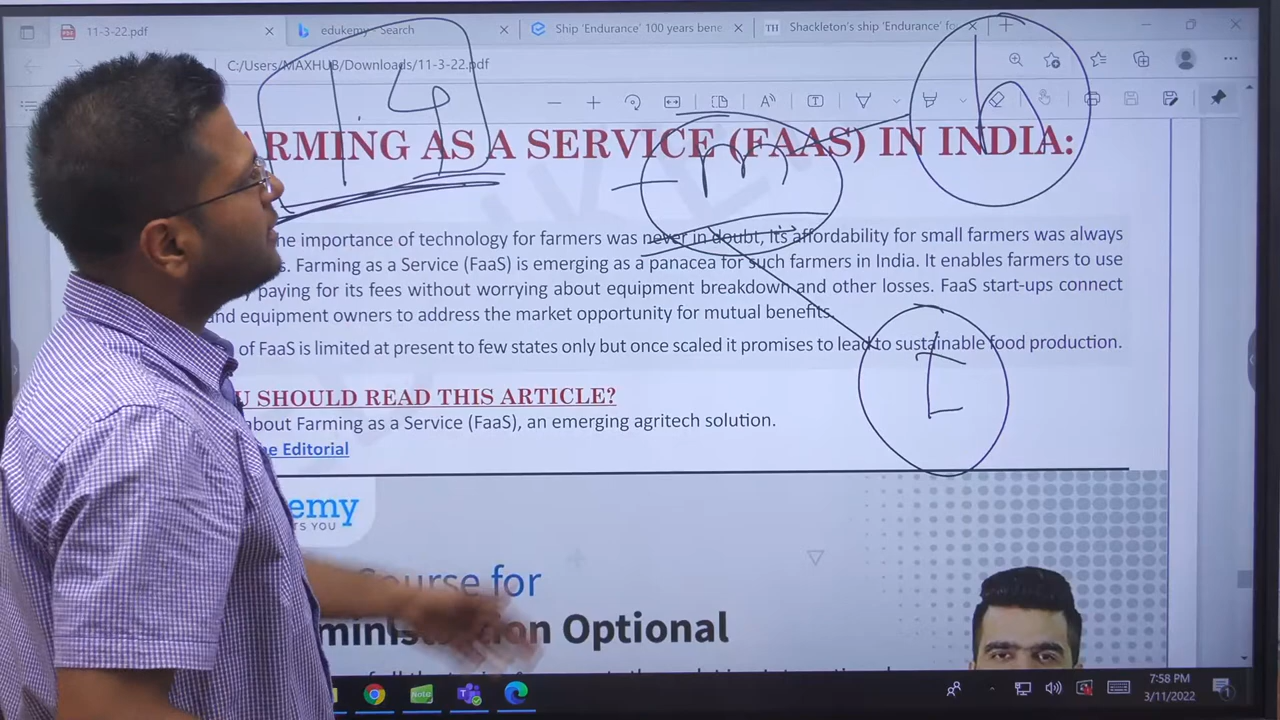 11-3-22.pdf
edukemy - Search
Ship 'Endurance' 100 years bene
TH Shackleton's ship 'Endurance' fo
C:/Users/MAXHUB/Downloads/11-3-22.pdf
14
m
h
ARMING AS A SERVICE (FAAS) IN INDIA:
he importance of technology for farmers was never in doubt, its affordability for small farmers was always
s. Farming as a Service (FaaS) is emerging as a panacea for such farmers in India. It enables farmers to use
y paying for its fees without worrying about equipment breakdown and other losses. FaaS start-ups connect
nd equipment owners to address the market opportunity for mutual benefits.
of FaaS is limited at present to few states only but once scaled it promises to lead to sustainable food production.
t
U SHOULD READ THIS ARTICLE?
about Farming as a Service (FaaS), an emerging agritech solution.
e Editorial
emy
TS YOU
Course for
ministration Optional
Nota
7:58 PM
3/11/2022